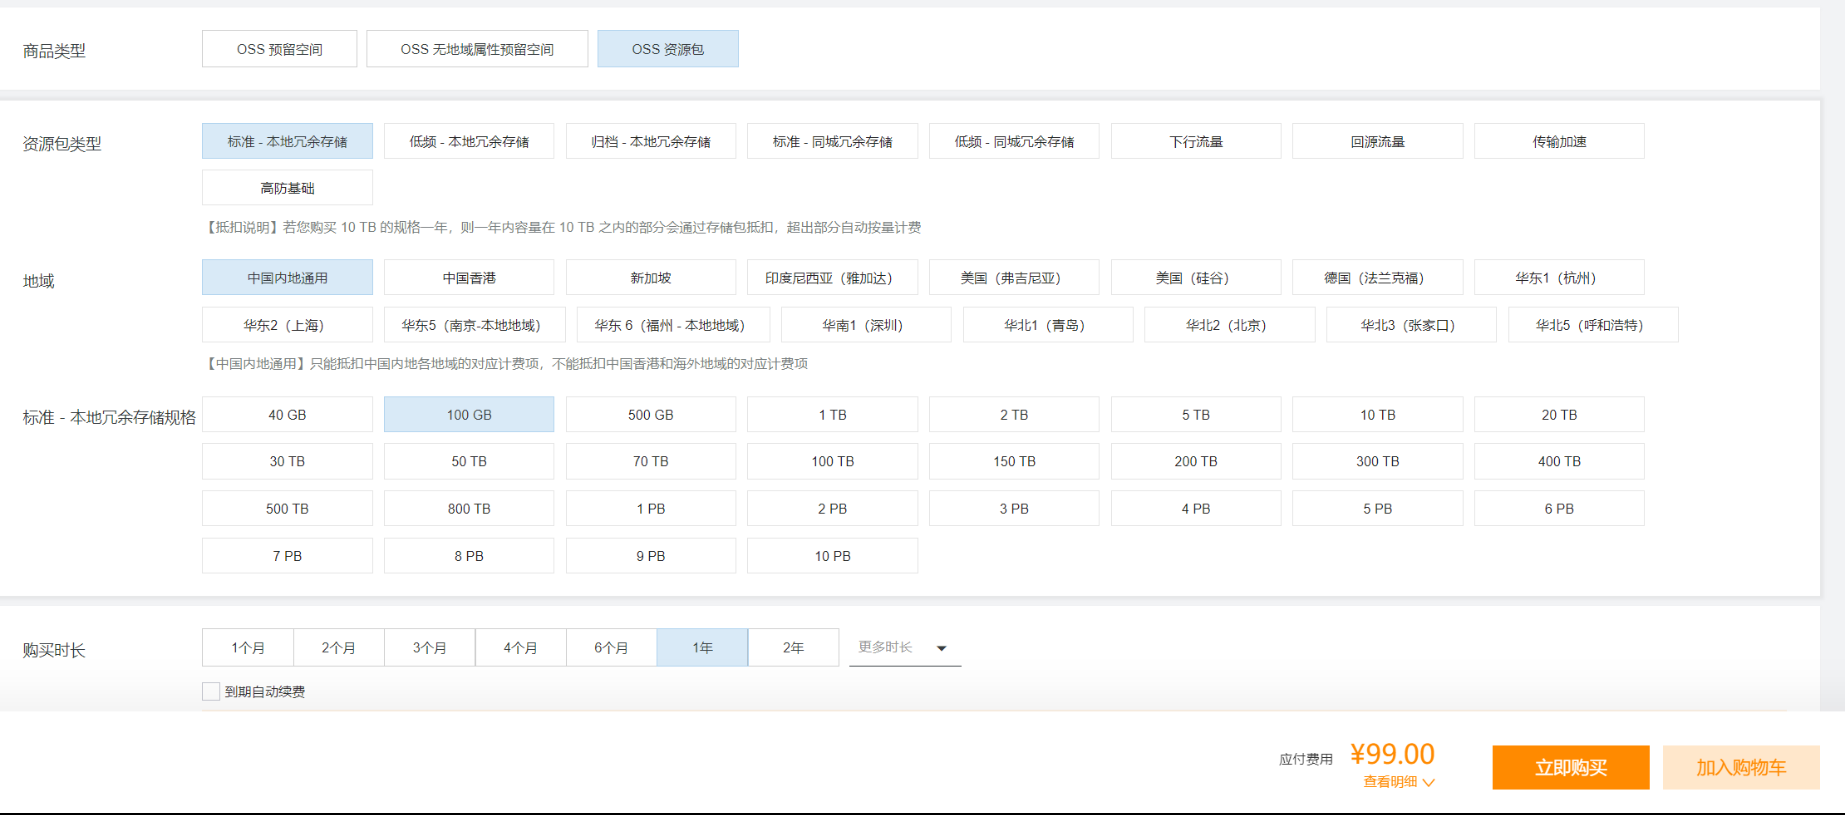 商品类型 OSS 预留空间 OSS 无地域属性预留空间 OSS 资源包
资源包类型 标准 - 本地冗余存储 低频 - 本地冗余存储 归档 - 本地冗余存储 标准 - 同城冗余存储 低频 - 同城冗余存储 下行流量 回源流量 传输加速
高防基础
【抵扣说明】若您购买 10 TB 的规格一年，则一年内容量在 10 TB 之内的部分会通过存储包抵扣，超出部分自动按量计费
地域 中国内地通用 中国香港 新加坡 印度尼西亚（雅加达） 美国（弗吉尼亚） 美国（硅谷） 德国（法兰克福） 华东1（杭州）
华东2（上海） 华东5（南京-本地地域） 华东 6（福州 - 本地地域） 华南1（深圳） 华北1（青岛） 华北2（北京） 华北3（张家口） 华北5（呼和浩特）
【中国内地通用】只能抵扣中国内地各地域的对应计费项，不能抵扣中国香港和海外地域的对应计费项
标准 - 本地冗余存储规格 40 GB 100 GB 500 GB 1 TB 2 TB 5 TB 10 TB 20 TB
30 TB 50 TB 70 TB 100 TB 150 TB 200 TB 300 TB 400 TB
500 TB 800 TB 1 PB 2 PB 3 PB 4 PB 5 PB 6 PB
7 PB 8 PB 9 PB 10 PB
购买时长 1个月 2个月 3个月 4个月 6个月 1年 2年 更多时长
到期自动续费
应付费用 ¥99.00 立即购买 加入购物车
查看明细